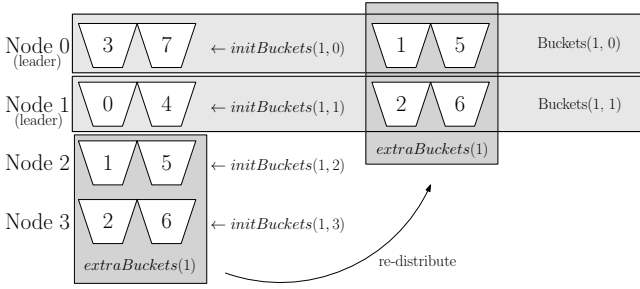 Node 0 3 7 ← initBuckets(1,0) 1 5 Buckets(1, 0)
(leader)
Node 1 0 4 ← initBuckets(1,1) 2 6 Buckets(1, 1)
(leader)
extraBuckets(1)
Node 2 1 5 ← initBuckets(1,2)
Node 3 2 6 ← initBuckets(1,3)
extraBuckets(1)
re-distribute